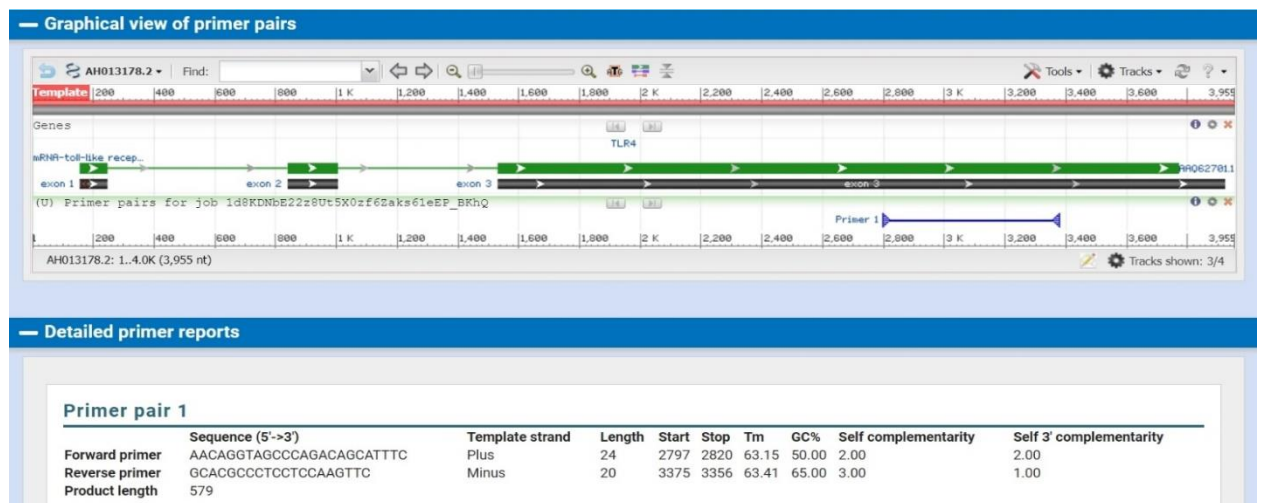 Graphical view of primer pairs
AH013178.2 Find: Tools Tracks ?
Template 200 400 600 800 1 K 1,200 1,400 1,600 1,800 2 K 2,200 2,400 2,600 2,800 3 K 3,200 3,400 3,600 3,955
Genes
TLR4
mRNA-toll-like recep…
AAQ62701.1
exon 1 exon 2 exon 3 exon 3
(U) Primer pairs for job
Primer 1
1 200 400 600 800 1 K 1,200 1,400 1,600 1,800 2 K 2,200 2,400 2,600 2,800 3 K 3,200 3,400 3,600 3,955
AH013178.2: 1..4.0K (3,955 nt) Tracks shown: 3/4
Detailed primer reports
Primer pair 1
Sequence (5'->3') Template strand Length Start Stop Tm GC% Self complementarity Self 3' complementarity
Forward primer AACAGGTAGCCCAGACAGCATTTC Plus 24 2797 2820 63.15 50.00 2.00 2.00
Reverse primer GCACGCCCTCCTCCAAGTTC Minus 20 3375 3356 63.41 65.00 3.00 1.00
Product length 579